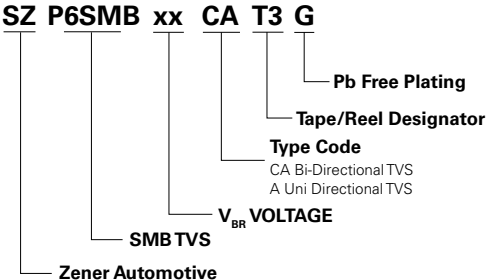 SZ P6SMB xx CA T3 G
Pb Free Plating
Tape/Reel Designator
Type Code
CA Bi-Directional TVS
A Uni Directional TVS
VBR VOLTAGE
SMB TVS
Zener Automotive